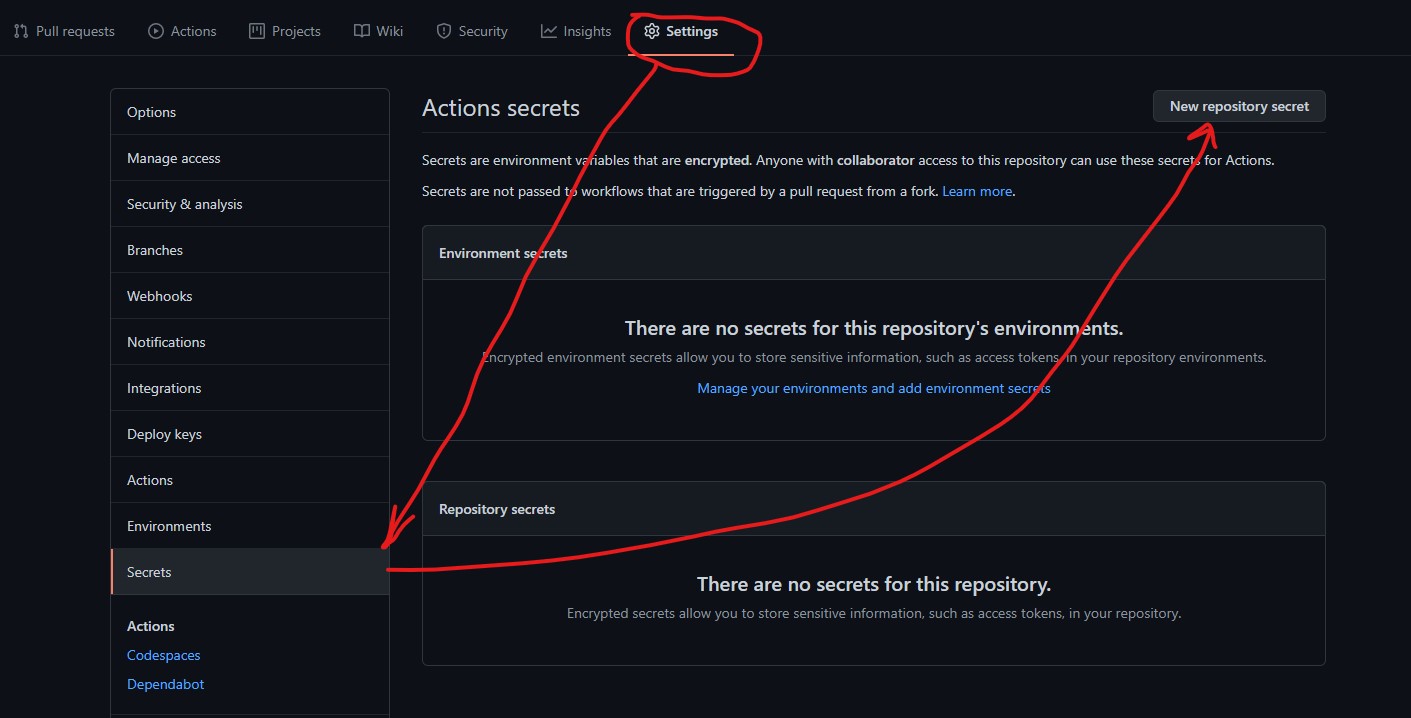 Pull requests Actions Projects Wiki Security Insights Settings
Options
Manage access
Security & analysis
Branches
Webhooks
Notifications
Integrations
Deploy keys
Actions
Environments
Secrets
Actions
Codespaces
Dependabot
Actions secrets
New repository secret
Secrets are environment variables that are encrypted. Anyone with collaborator access to this repository can use these secrets for Actions.
Secrets are not passed to workflows that are triggered by a pull request from a fork. Learn more.
Environment secrets
There are no secrets for this repository's environments.
Encrypted environment secrets allow you to store sensitive information, such as access tokens, in your repository environments.
Manage your environments and add environment secrets
Repository secrets
There are no secrets for this repository.
Encrypted secrets allow you to store sensitive information, such as access tokens, in your repository.